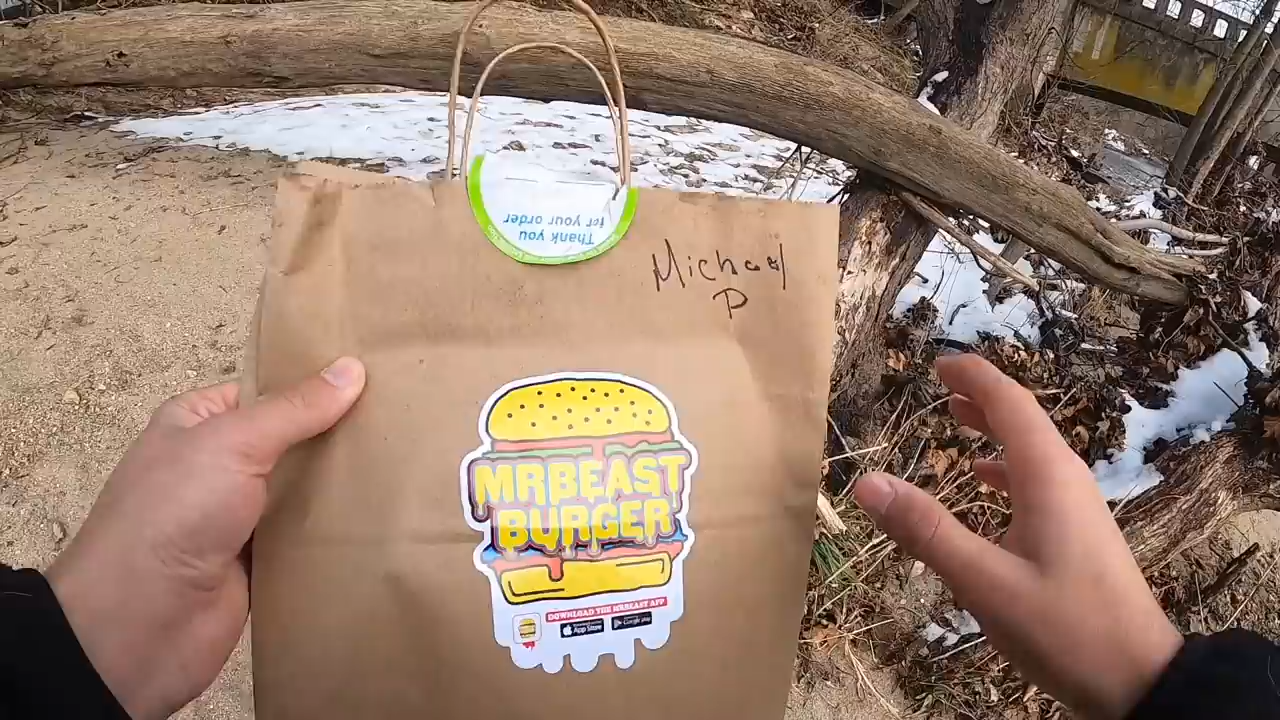 Thank you
for your order
Michael
P
MRBEAST
BURGER
DOWNLOAD THE MRBEAST APP
App Store
Google play